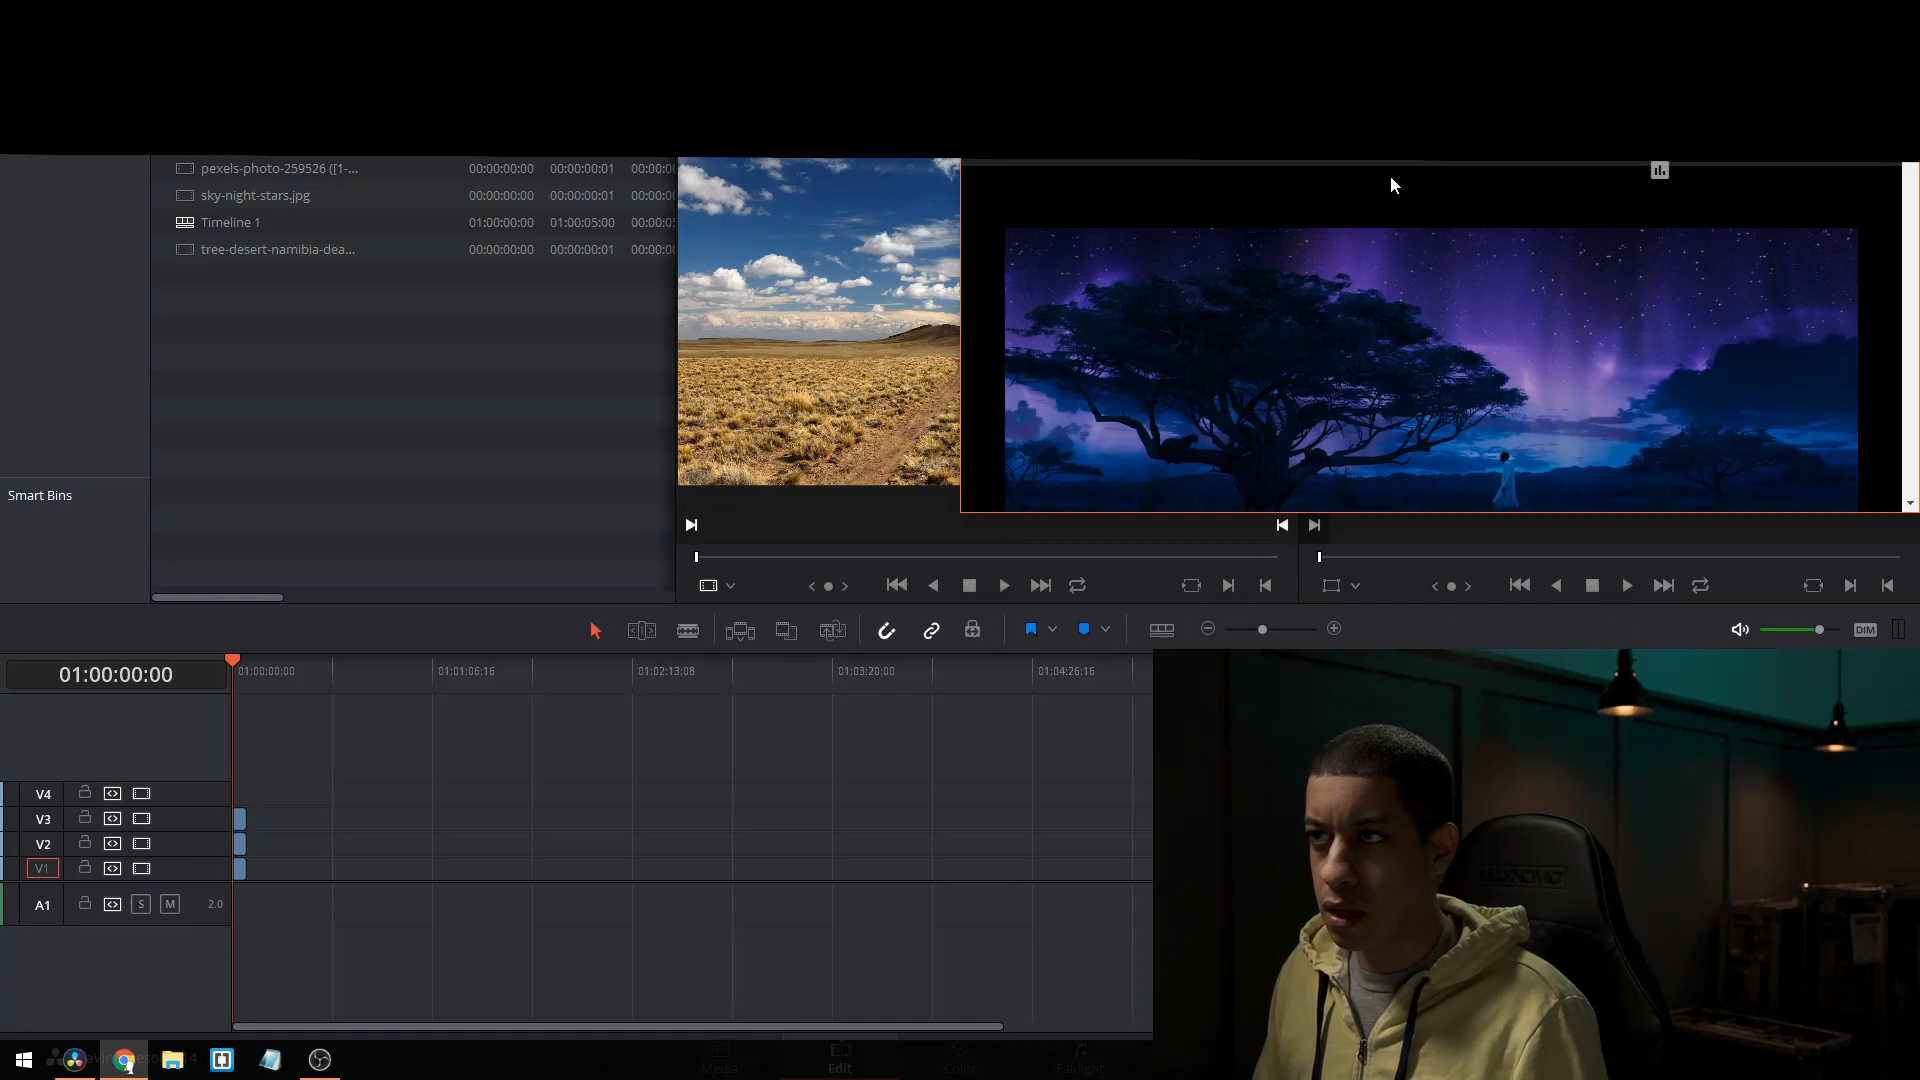 pexels-photo-259526 ([1-... 00:00:00:00 00:00:00:01 00:00:0
sky-night-stars.jpg 00:00:00:00 00:00:00:01 00:00:0
Timeline 1 01:00:00:00 01:00:05:00 00:00:0
tree-desert-namibia-dea... 00:00:00:00 00:00:00:01 00:00:0
Smart Bins
DIM
01:00:00:00
01:00:00:00 01:01:06:16 01:02:13:08 01:03:20:00 01:04:26:16
V4
V3
V2
V1
A1 S M 2.0
MAXNOMIC
Media Edit Color Fairlight